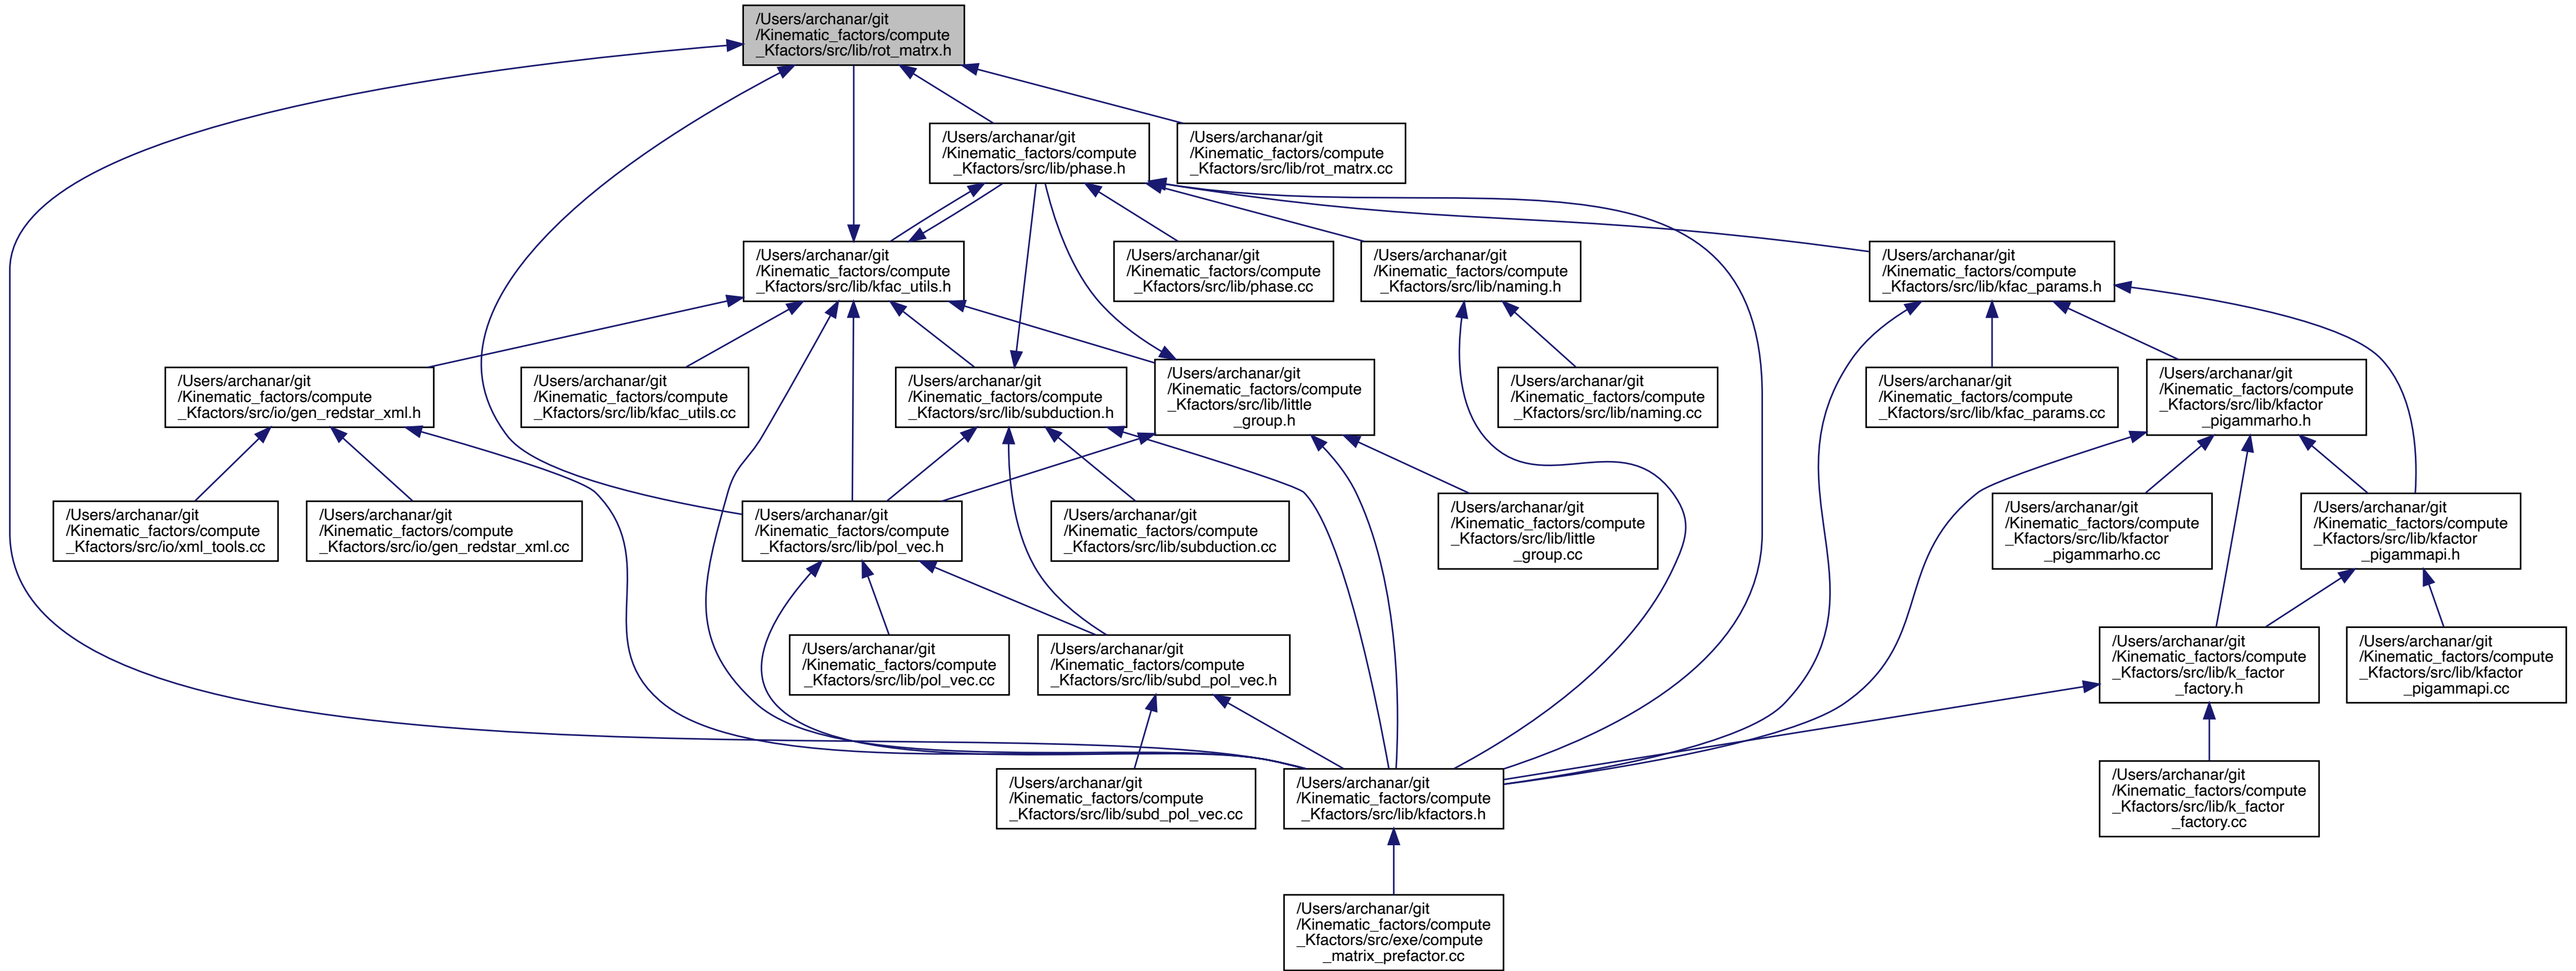 /Users/archanar/git
/Kinematic_factors/compute
_Kfactors/src/lib/rot_matrx.h
/Users/archanar/git
/Kinematic_factors/compute
_Kfactors/src/lib/phase.h
/Users/archanar/git
/Kinematic_factors/compute
_Kfactors/src/lib/rot_matrx.cc
/Users/archanar/git
/Kinematic_factors/compute
_Kfactors/src/lib/kfac_utils.h
/Users/archanar/git
/Kinematic_factors/compute
_Kfactors/src/lib/phase.cc
/Users/archanar/git
/Kinematic_factors/compute
_Kfactors/src/lib/naming.h
/Users/archanar/git
/Kinematic_factors/compute
_Kfactors/src/lib/kfac_params.h
/Users/archanar/git
/Kinematic_factors/compute
_Kfactors/src/io/gen_redstar_xml.h
/Users/archanar/git
/Kinematic_factors/compute
_Kfactors/src/lib/kfac_utils.cc
/Users/archanar/git
/Kinematic_factors/compute
_Kfactors/src/lib/subduction.h
/Users/archanar/git
/Kinematic_factors/compute
_Kfactors/src/lib/little
_group.h
/Users/archanar/git
/Kinematic_factors/compute
_Kfactors/src/lib/naming.cc
/Users/archanar/git
/Kinematic_factors/compute
_Kfactors/src/lib/kfac_params.cc
/Users/archanar/git
/Kinematic_factors/compute
_Kfactors/src/lib/kfactor
_pigammarho.h
/Users/archanar/git
/Kinematic_factors/compute
_Kfactors/src/io/xml_tools.cc
/Users/archanar/git
/Kinematic_factors/compute
_Kfactors/src/io/gen_redstar_xml.cc
/Users/archanar/git
/Kinematic_factors/compute
_Kfactors/src/lib/pol_vec.h
/Users/archanar/git
/Kinematic_factors/compute
_Kfactors/src/lib/subduction.cc
/Users/archanar/git
/Kinematic_factors/compute
_Kfactors/src/lib/little
_group.cc
/Users/archanar/git
/Kinematic_factors/compute
_Kfactors/src/lib/kfactor
_pigammarho.cc
/Users/archanar/git
/Kinematic_factors/compute
_Kfactors/src/lib/kfactor
_pigammapi.h
/Users/archanar/git
/Kinematic_factors/compute
_Kfactors/src/lib/pol_vec.cc
/Users/archanar/git
/Kinematic_factors/compute
_Kfactors/src/lib/subd_pol_vec.h
/Users/archanar/git
/Kinematic_factors/compute
_Kfactors/src/lib/k_factor
_factory.h
/Users/archanar/git
/Kinematic_factors/compute
_Kfactors/src/lib/kfactor
_pigammapi.cc
/Users/archanar/git
/Kinematic_factors/compute
_Kfactors/src/lib/subd_pol_vec.cc
/Users/archanar/git
/Kinematic_factors/compute
_Kfactors/src/lib/kfactors.h
/Users/archanar/git
/Kinematic_factors/compute
_Kfactors/src/lib/k_factor
_factory.cc
/Users/archanar/git
/Kinematic_factors/compute
_Kfactors/src/exe/compute
_matrix_prefactor.cc